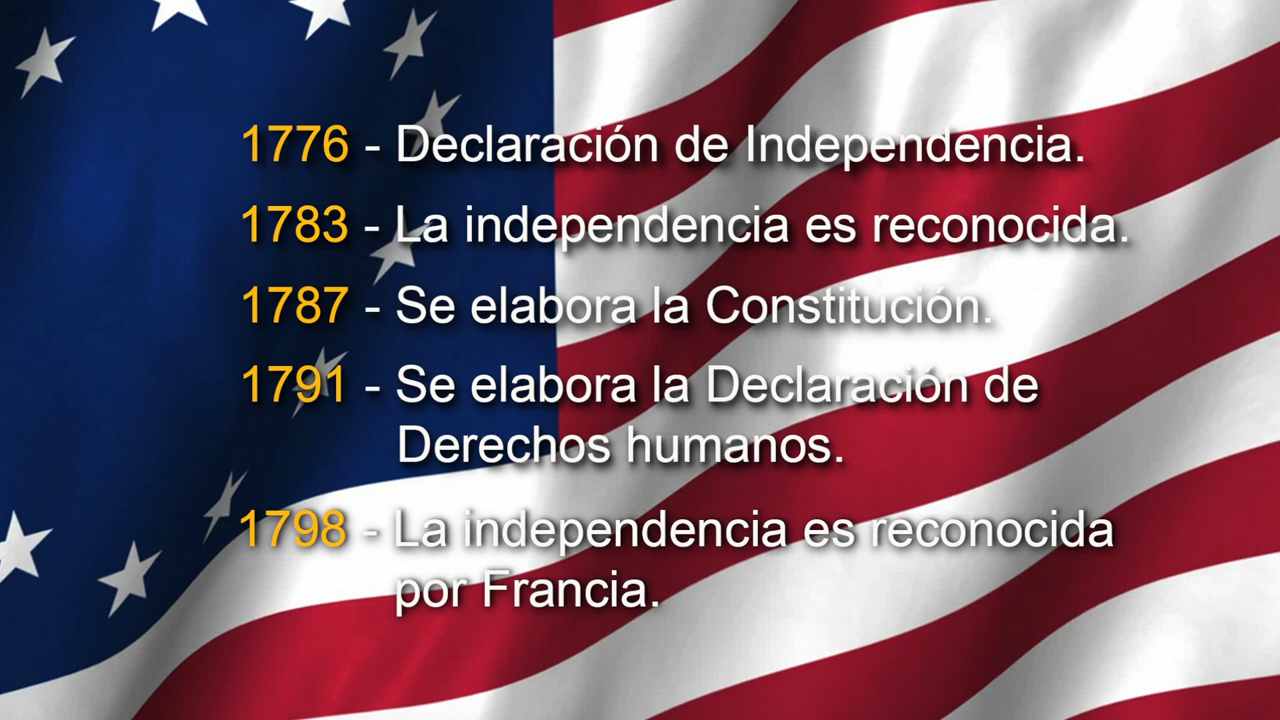 1776 - Declaración de Independencia.
1783 - La independencia es reconocida.
1787 - Se elabora la Constitución.
1791 - Se elabora la Declaración de
Derechos humanos.
1798 - La independencia es reconocida
por Francia.